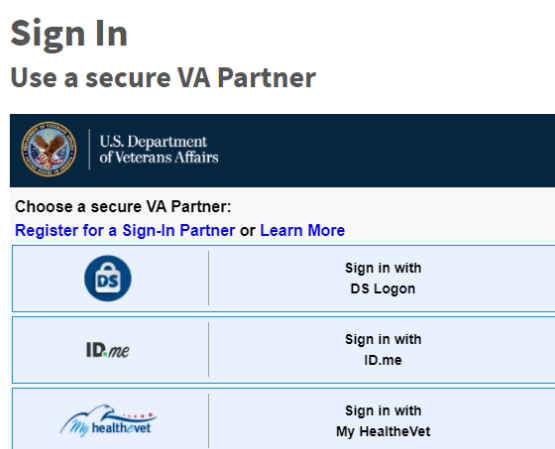 Sign In
Use a secure VA Partner
U.S. Department
of Veterans Affairs
Choose a secure VA Partner:
Register for a Sign-In Partner or Learn More
DS
Sign in with
DS Logon
ID.me
Sign in with
ID.me
My healthevet
Sign in with
My HealtheVet